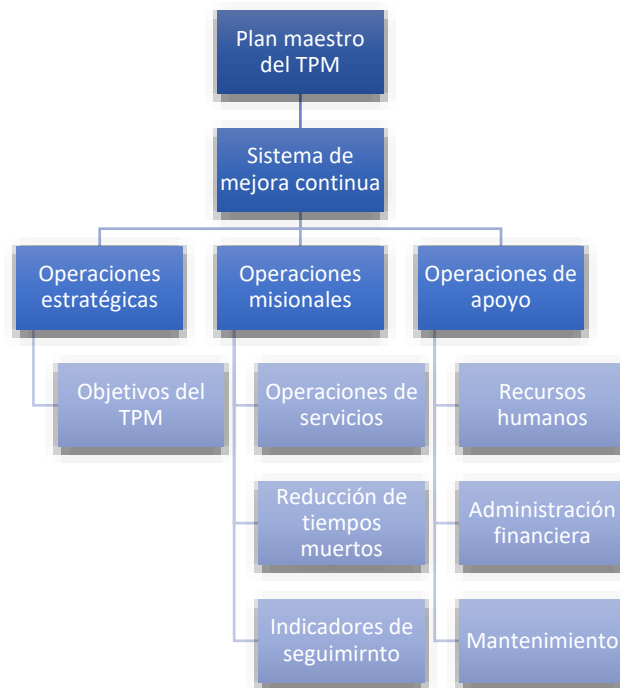 Plan maestro
del TPM
Sistema de
mejora continua
Operaciones
estratégicas
Operaciones
misionales
Operaciones de
apoyo
Objetivos del
TPM
Operaciones de
servicios
Recursos
humanos
Reducción de
tiempos
muertos
Administración
financiera
Indicadores de
seguimirnto
Mantenimiento